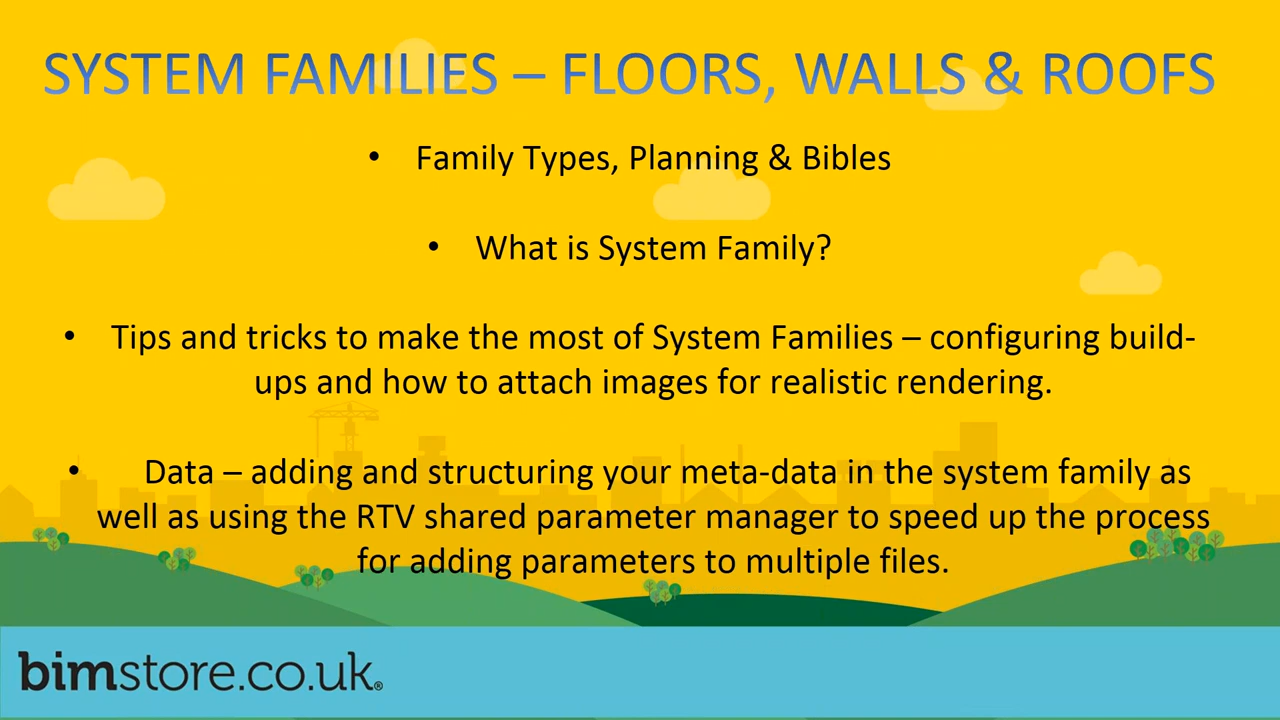 SYSTEM FAMILIES – FLOORS, WALLS & ROOFS
• Family Types, Planning & Bibles
• What is System Family?
• Tips and tricks to make the most of System Families – configuring build-
ups and how to attach images for realistic rendering.
• Data – adding and structuring your meta-data in the system family as
well as using the RTV shared parameter manager to speed up the process
for adding parameters to multiple files.
bimstore.co.uk®